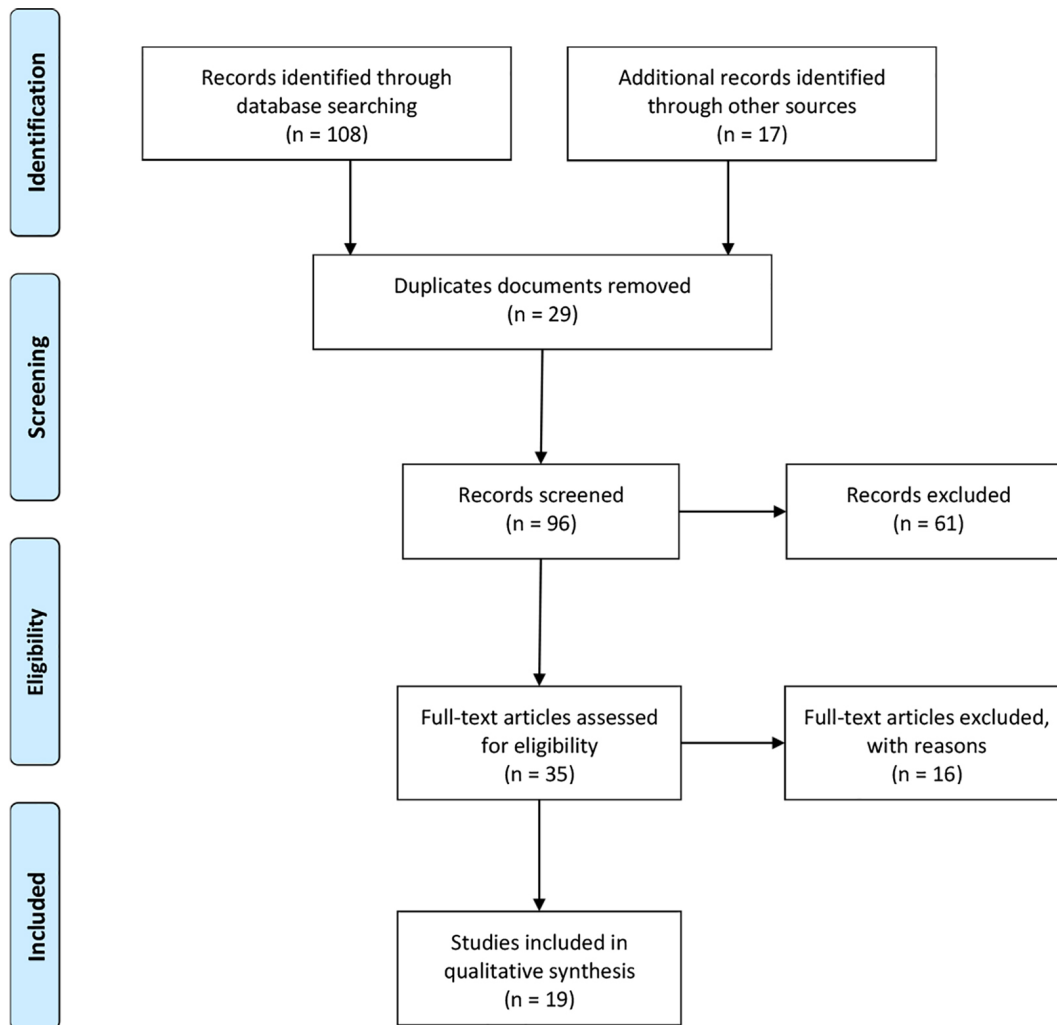 Identification
Records identified through
database searching
(n = 108)
Additional records identified
through other sources
(n = 17)
Duplicates documents removed
(n = 29)
Screening
Records screened
(n = 96)
Records excluded
(n = 61)
Eligibility
Full-text articles assessed
for eligibility
(n = 35)
Full-text articles excluded,
with reasons
(n = 16)
Included
Studies included in
qualitative synthesis
(n = 19)